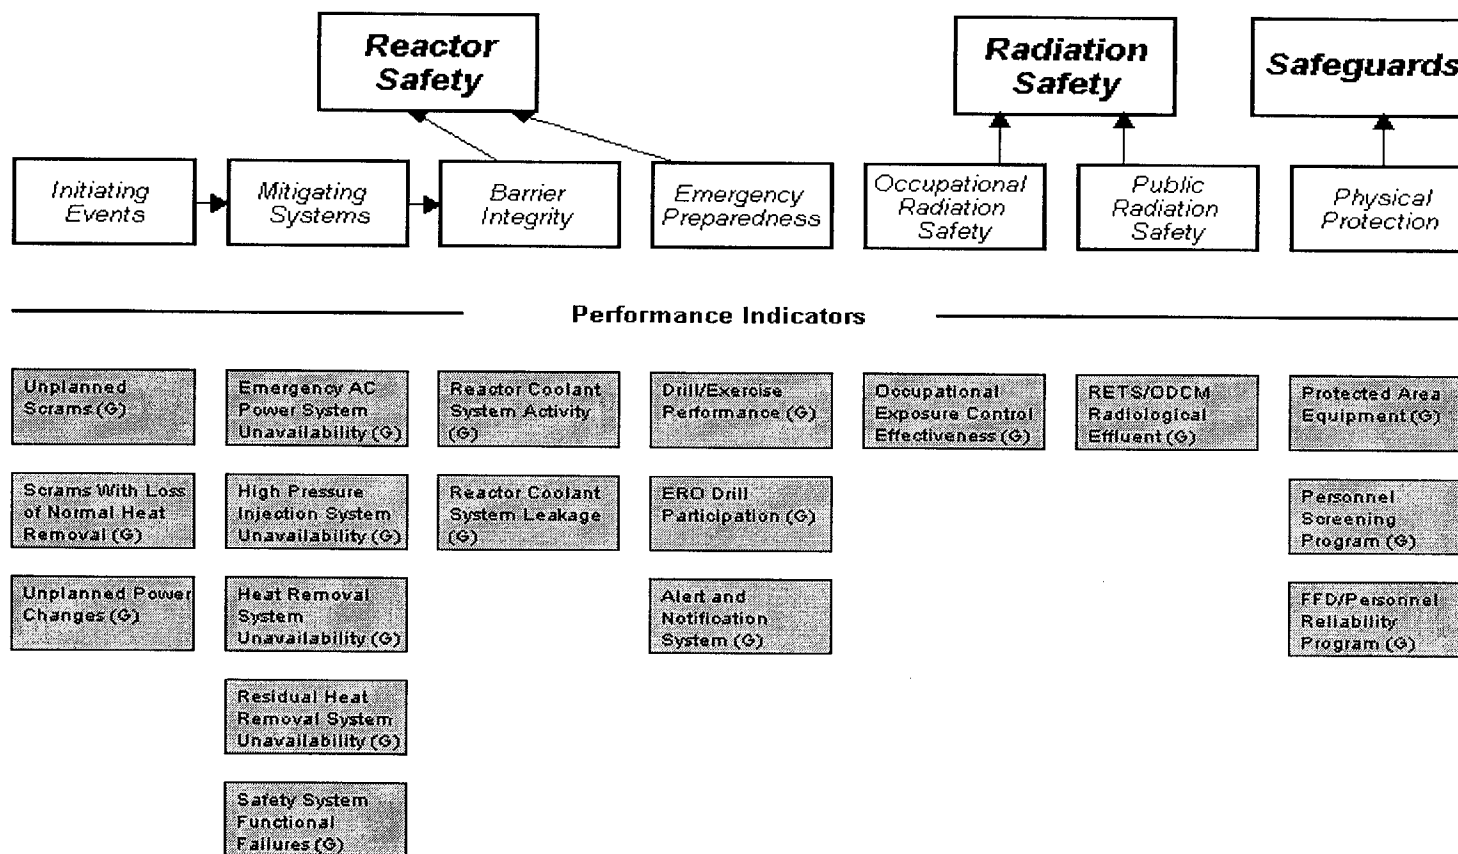 Reactor
Safety
Radiation
Safety
Safeguards
Initiating
Events
Mitigating
Systems
Barrier
Integrity
Emergency
Preparedness
Occupational
Radiation
Safety
Public
Radiation
Safety
Physical
Protection
Performance Indicators
Unplanned
Scrams (G)
Emergency AC
Power System
Unavailability (G)
Reactor Coolant
System Activity
(G)
Drill/Exercise
Performance (G)
Occupational
Exposure Control
Effectiveness (G)
RETS/ODCM
Radiological
Effluent (G)
Protected Area
Equipment (G)
Scrams With Loss
of Normal Heat
Removal (G)
High Pressure
Injection System
Unavailability (G)
Reactor Coolant
System Leakage
(G)
ERO Drill
Participation (G)
Personnel
Screening
Program (G)
Unplanned Power
Changes (G)
Heat Removal
System
Unavailability (G)
Alert and
Notification
System (G)
FFD/Personnel
Reliability
Program (G)
Residual Heat
Removal System
Unavailability (G)
Safety System
Functional
Failures (G)